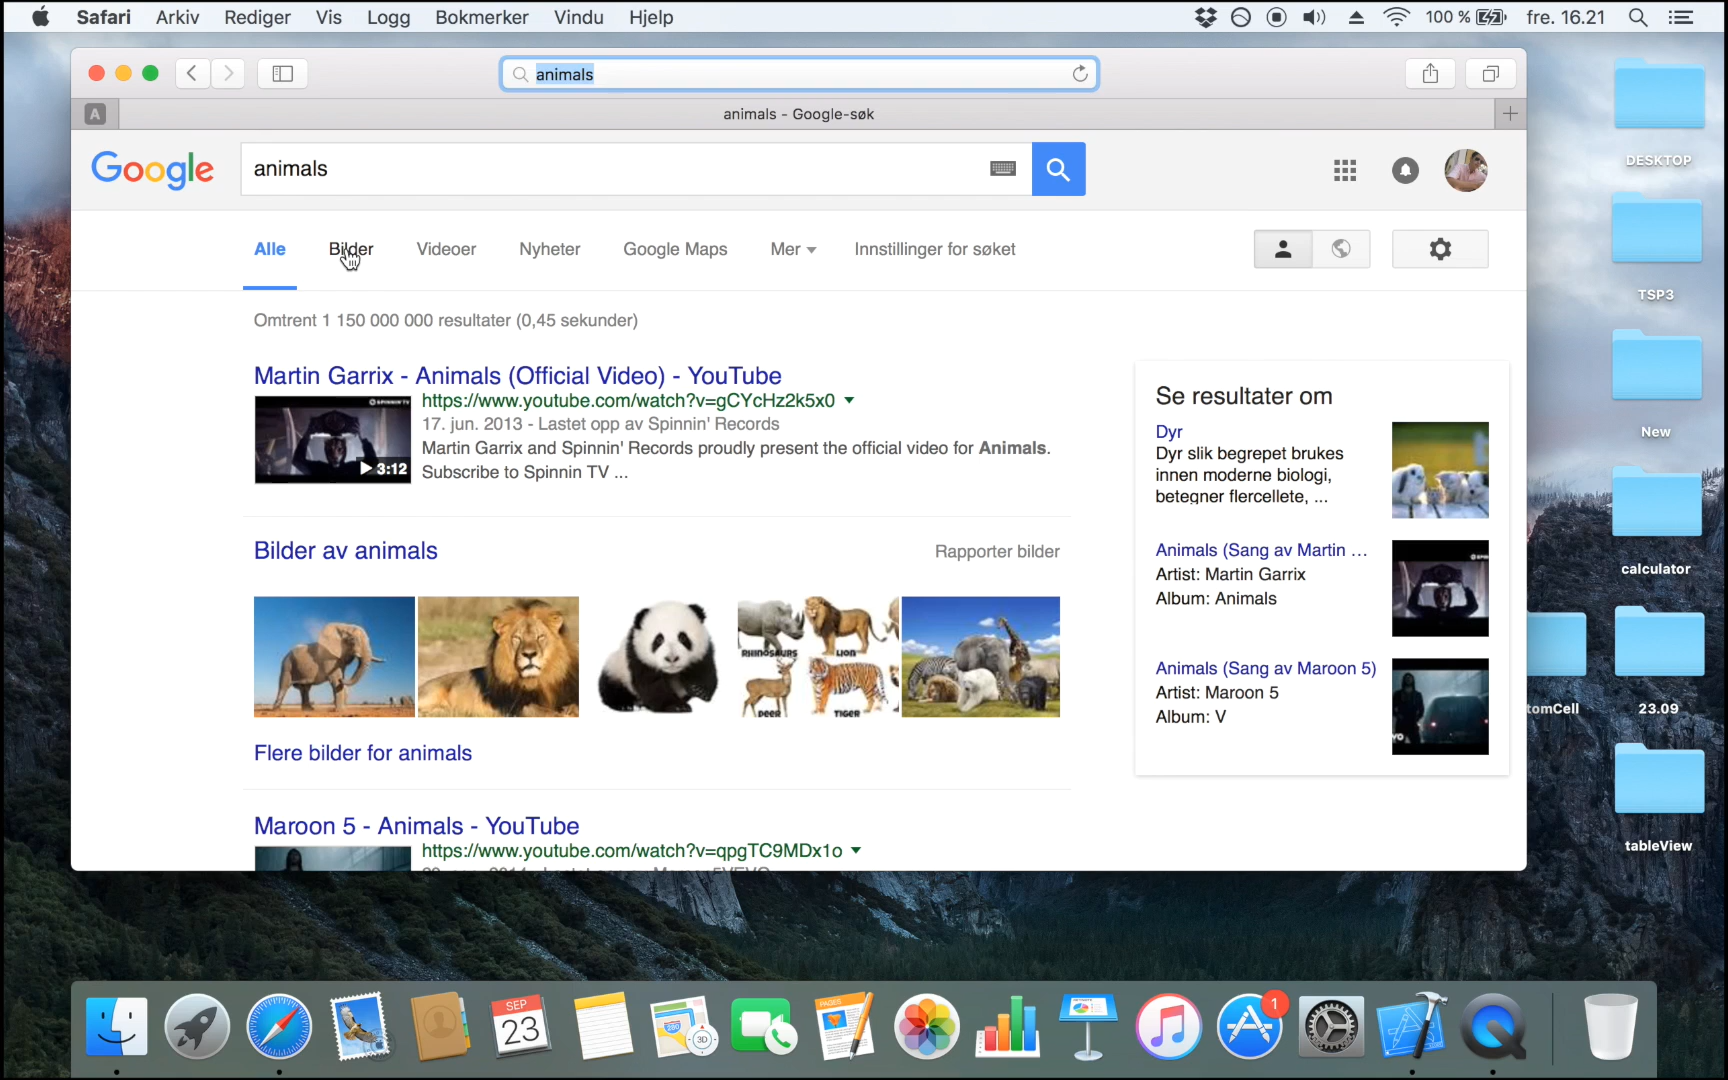 Safari Arkiv Rediger Vis Logg Bokmerker Vindu Hjelp 100 % fre. 16.21
animals
A animals - Google-søk
Google animals
Alle Bilder Videoer Nyheter Google Maps Mer Innstillinger for søket
Omtrent 1 150 000 000 resultater (0,45 sekunder)
Martin Garrix - Animals (Official Video) - YouTube
https://www.youtube.com/watch?v=gCYcHz2k5x0
17. jun. 2013 - Lastet opp av Spinnin' Records
Martin Garrix and Spinnin' Records proudly present the official video for Animals.
Subscribe to Spinnin TV ...
3:12
Bilder av animals Rapporter bilder
RHINOSAURS LION
DEER TIGER
Flere bilder for animals
Maroon 5 - Animals - YouTube
https://www.youtube.com/watch?v=qpgTC9MDx1o
Se resultater om
Dyr
Dyr slik begrepet brukes
innen moderne biologi,
betegner flercellete, ...
Animals (Sang av Martin ...
Artist: Martin Garrix
Album: Animals
Animals (Sang av Maroon 5)
Artist: Maroon 5
Album: V
DESKTOP
TSP3
New
calculator
tomCell 23.09
tableView
SEP
23
280
3D
PAGES
1